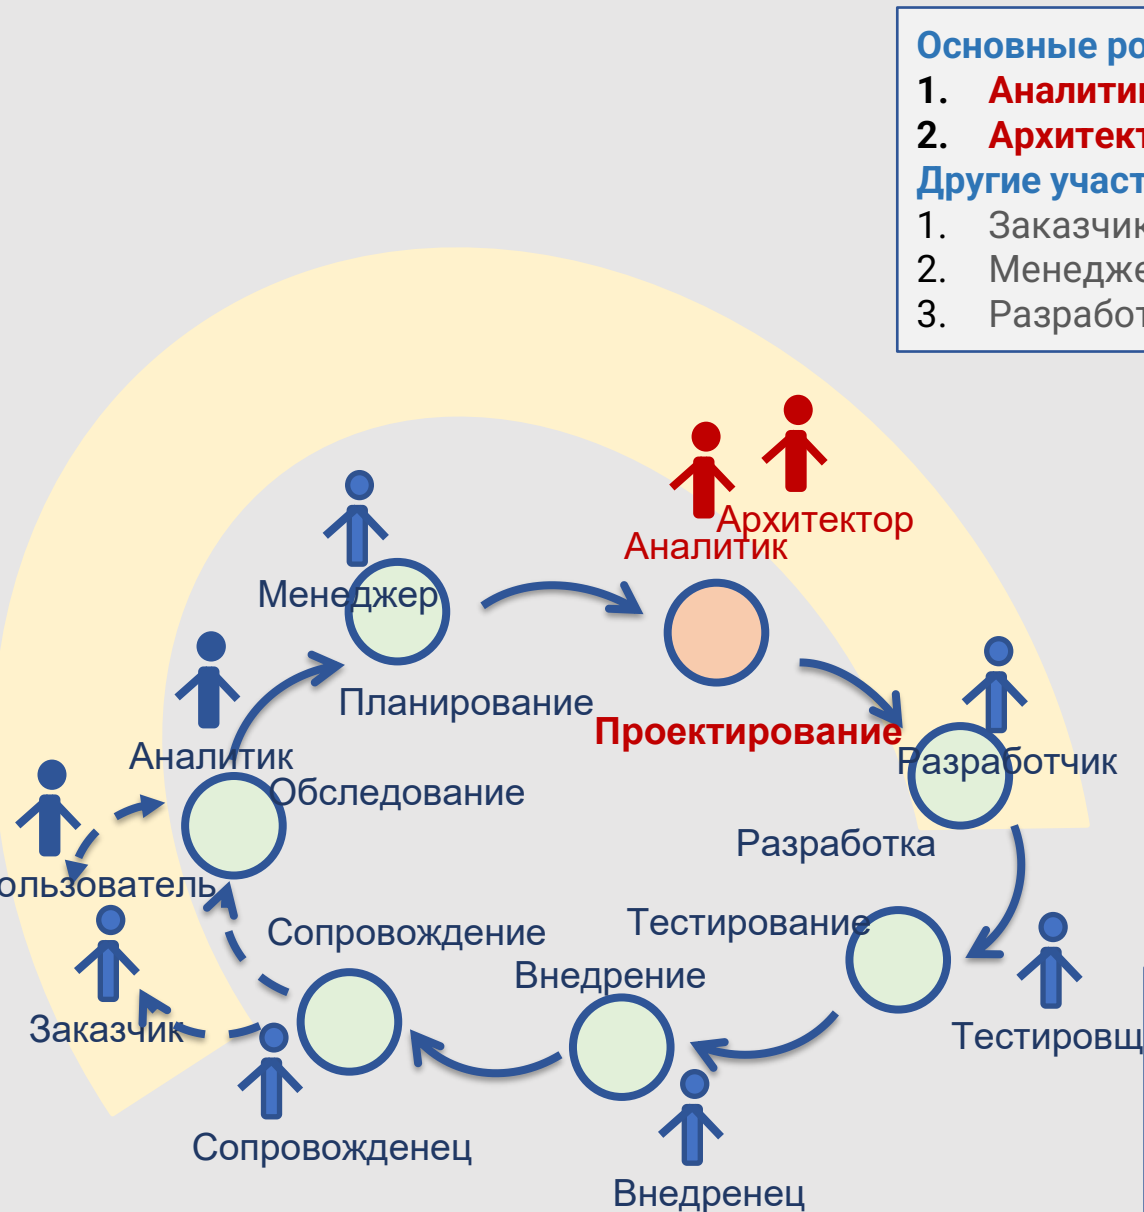 Основные ро
1. Аналитик
2. Архитект
Другие участ
1. Заказчик
2. Менедже
3. Разработ
Архитектор
Аналитик
Менеджер
Планирование
Проектирование
Аналитик
Разработчик
Обследование
Разработка
ользователь
Тестирование
Сопровождение
Внедрение
Заказчик
Тестировщ
Сопровожденец
Внедренец